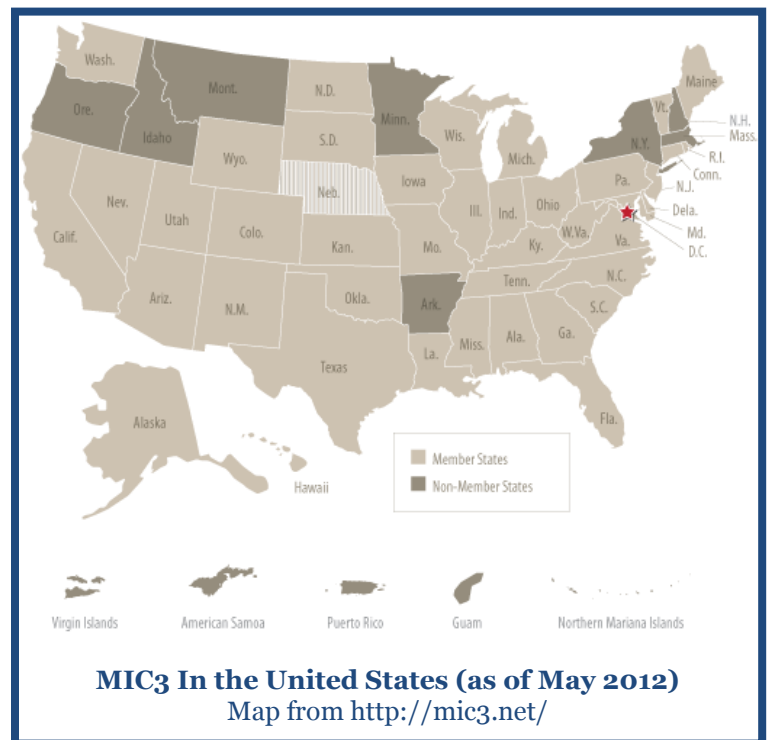 Wash.
Mont.
N.D.
Minn.
Maine
Ore.
Idaho
S.D.
Wis.
Mich.
Vt.
N.H.
N.Y.
Mass.
Wyo.
R.I.
Conn.
Neb.
Iowa
Pa.
N.J.
Nev.
Utah
Colo.
Ill.
Ind.
Ohio
Dela.
Calif.
Kan.
Mo.
W.Va.
Md.
Ky.
Va.
D.C.
Ariz.
N.M.
Okla.
Ark.
Tenn.
N.C.
S.C.
Texas
La.
Miss.
Ala.
Ga.
Alaska
Fla.
Hawaii
Member States
Non-Member States
Virgin Islands
American Samoa
Puerto Rico
Guam
Northern Mariana Islands
MIC3 In the United States (as of May 2012)
Map from http://mic3.net/